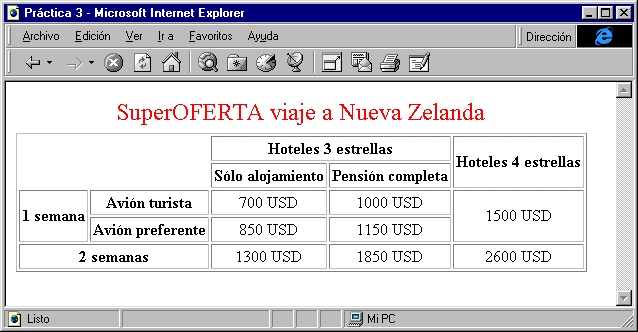 Práctica 3 - Microsoft Internet Explorer
Archivo Edición Ver Ir a Favoritos Ayuda Dirección
SuperOFERTA viaje a Nueva Zelanda
Hoteles 3 estrellas Hoteles 4 estrellas
Sólo alojamiento Pensión completa
1 semana Avión turista 700 USD 1000 USD 1500 USD
Avión preferente 850 USD 1150 USD
2 semanas 1300 USD 1850 USD 2600 USD
Listo Mi PC